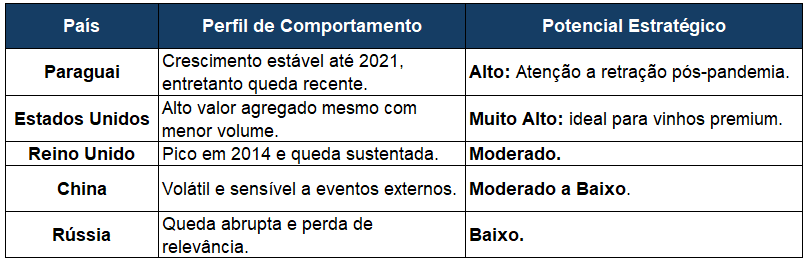 País Perfil de Comportamento Potencial Estratégico
Paraguai Crescimento estável até 2021, entretanto queda recente. Alto: Atenção a retração pós-pandemia.
Estados Unidos Alto valor agregado mesmo com menor volume. Muito Alto: ideal para vinhos premium.
Reino Unido Pico em 2014 e queda sustentada. Moderado.
China Volátil e sensível a eventos externos. Moderado a Baixo.
Rússia Queda abrupta e perda de relevância. Baixo.